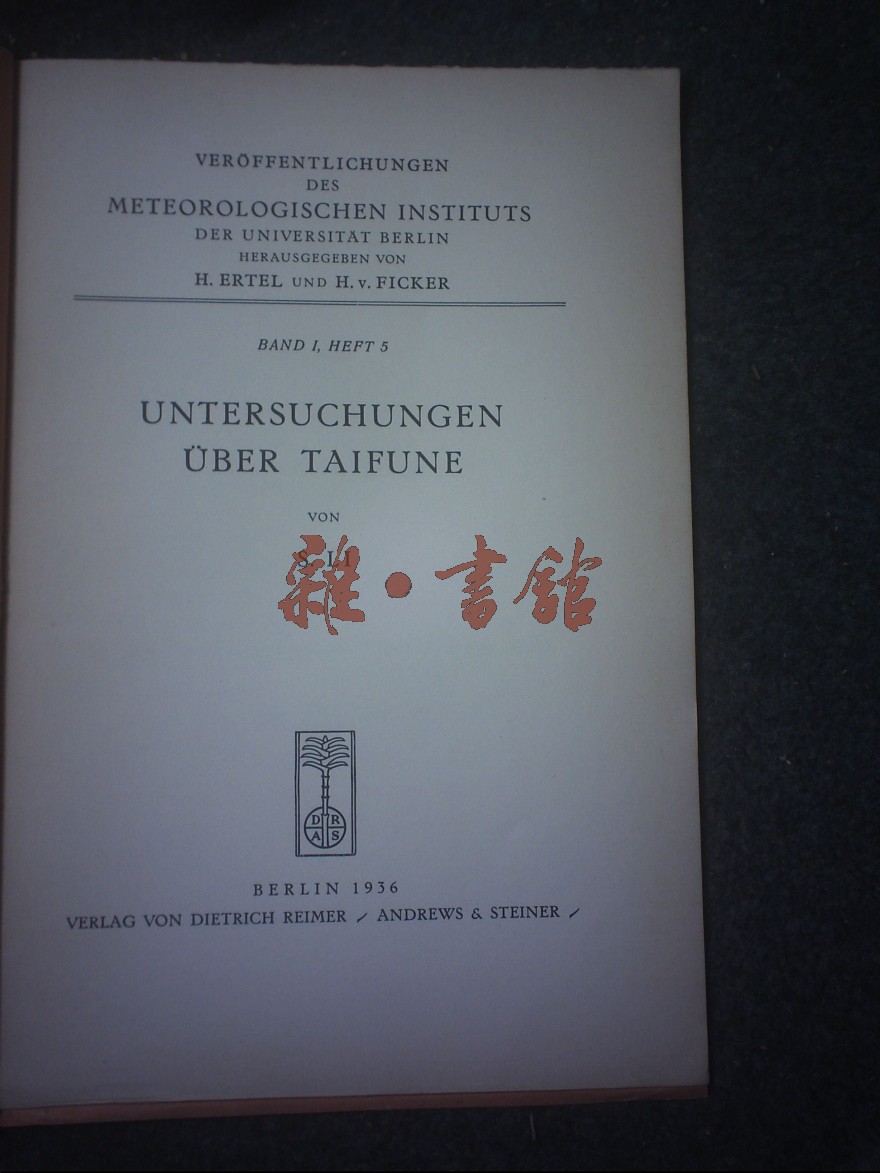 VERÖFFENTLICHUNGEN
DES
METEOROLOGISCHEN INSTITUTS
DER UNIVERSITÄT BERLIN
HERAUSGEGEBEN VON
H. ERTEL UND H. v. FICKER
BAND I, HEFT 5
UNTERSUCHUNGEN
ÜBER TAIFUNE
VON
S. LI
雜•書館
D R
A S
BERLIN 1936
VERLAG VON DIETRICH REIMER / ANDREWS & STEINER /